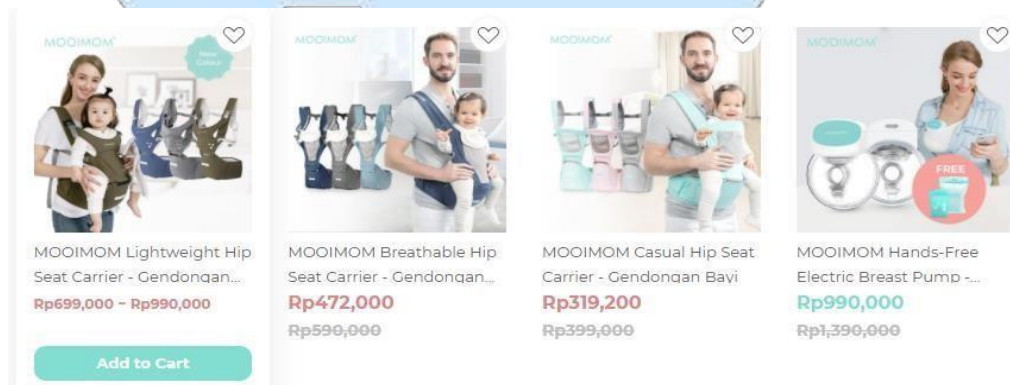 MOOIMOM
New
Colour
MOOIMOM Lightweight Hip
Seat Carrier - Gendongan...
Rp699,000 ~ Rp990,000
Add to Cart
MOOIMOM
MOOIMOM Breathable Hip
Seat Carrier - Gendongan...
Rp472,000
Rp590,000
MOOIMOM
MOOIMOM Casual Hip Seat
Carrier - Gendongan Bayi
Rp319,200
Rp399,000
MOOIMOM
FREE
MOOIMOM Hands-Free
Electric Breast Pump -...
Rp990,000
Rp1,390,000